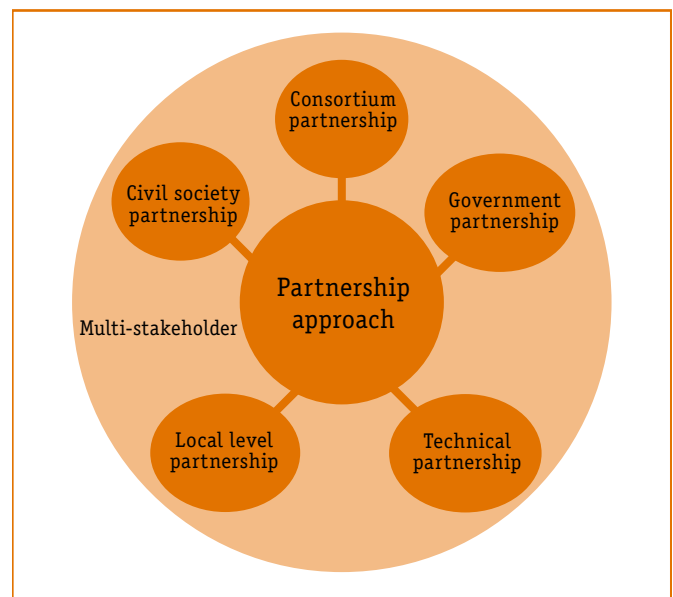 Consortium
partnership
Civil society
partnership
Government
partnership
Partnership
approach
Multi-stakeholder
Local level
partnership
Technical
partnership